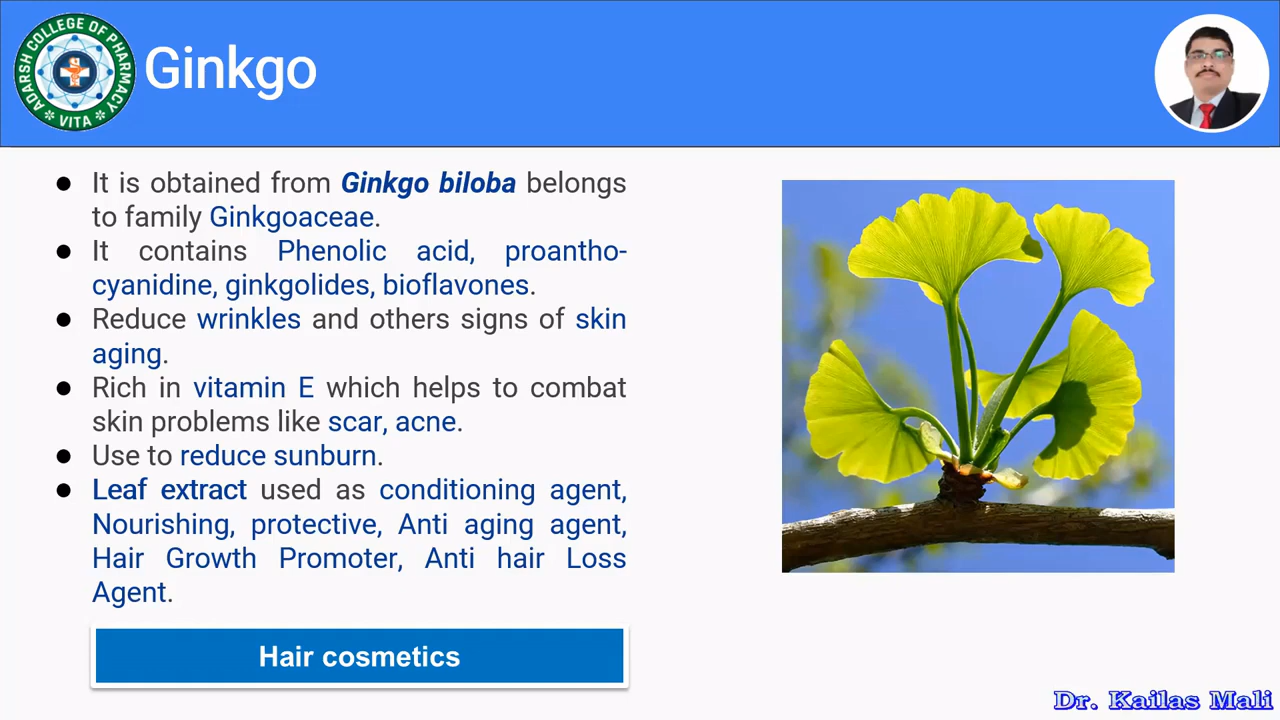 ADARSH COLLEGE OF PHARMACY
VITA
Ginkgo
● It is obtained from Ginkgo biloba belongs
to family Ginkgoaceae.
● It contains Phenolic acid, proantho-
cyanidine, ginkgolides, bioflavones.
● Reduce wrinkles and others signs of skin
aging.
● Rich in vitamin E which helps to combat
skin problems like scar, acne.
● Use to reduce sunburn.
● Leaf extract used as conditioning agent,
Nourishing, protective, Anti aging agent,
Hair Growth Promoter, Anti hair Loss
Agent.
Hair cosmetics
Dr. Kailas Mali